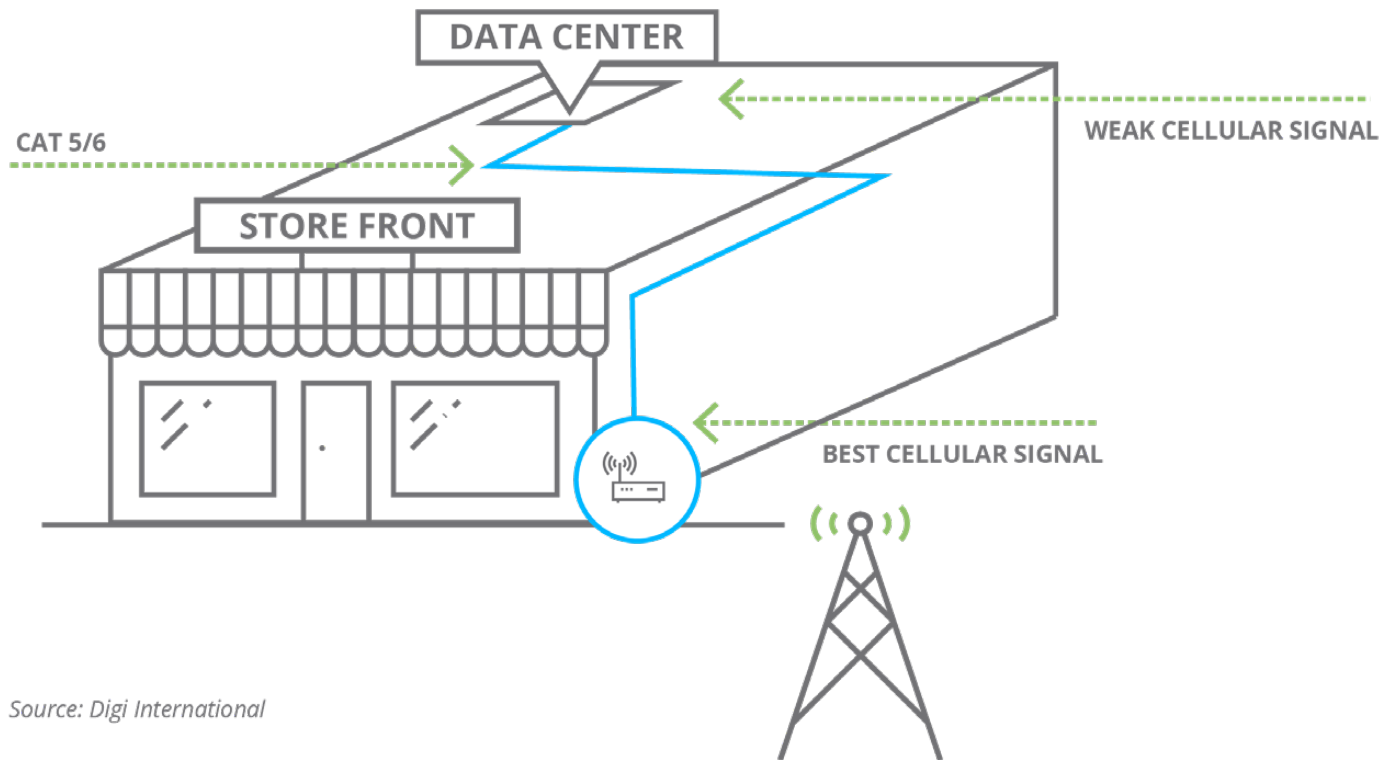 DATA CENTER
WEAK CELLULAR SIGNAL
CAT 5/6
STORE FRONT
BEST CELLULAR SIGNAL
Source: Digi International